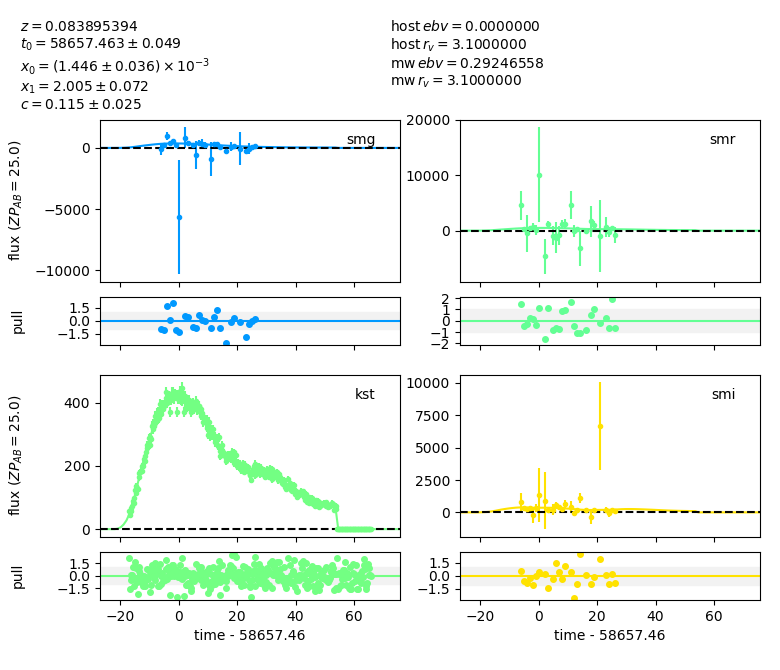 z = 0.083895394
t₀ = 58657.463 ± 0.049
x₀ = (1.446 ± 0.036) × 10⁻³
x₁ = 2.005 ± 0.072
c = 0.115 ± 0.025
host ebv = 0.0000000
host r_v = 3.1000000
mw ebv = 0.29246558
mw r_v = 3.1000000
smg
flux (ZP_AB = 25.0)
0
−5000
−10000
smr
20000
10000
0
pull
1.5
0.0
−1.5
2
1
0
−1
−2
kst
flux (ZP_AB = 25.0)
400
200
0
smi
10000
7500
5000
2500
0
pull
1.5
0.0
−1.5
1.5
0.0
−1.5
−20 0 20 40 60
time - 58657.46
−20 0 20 40 60
time - 58657.46